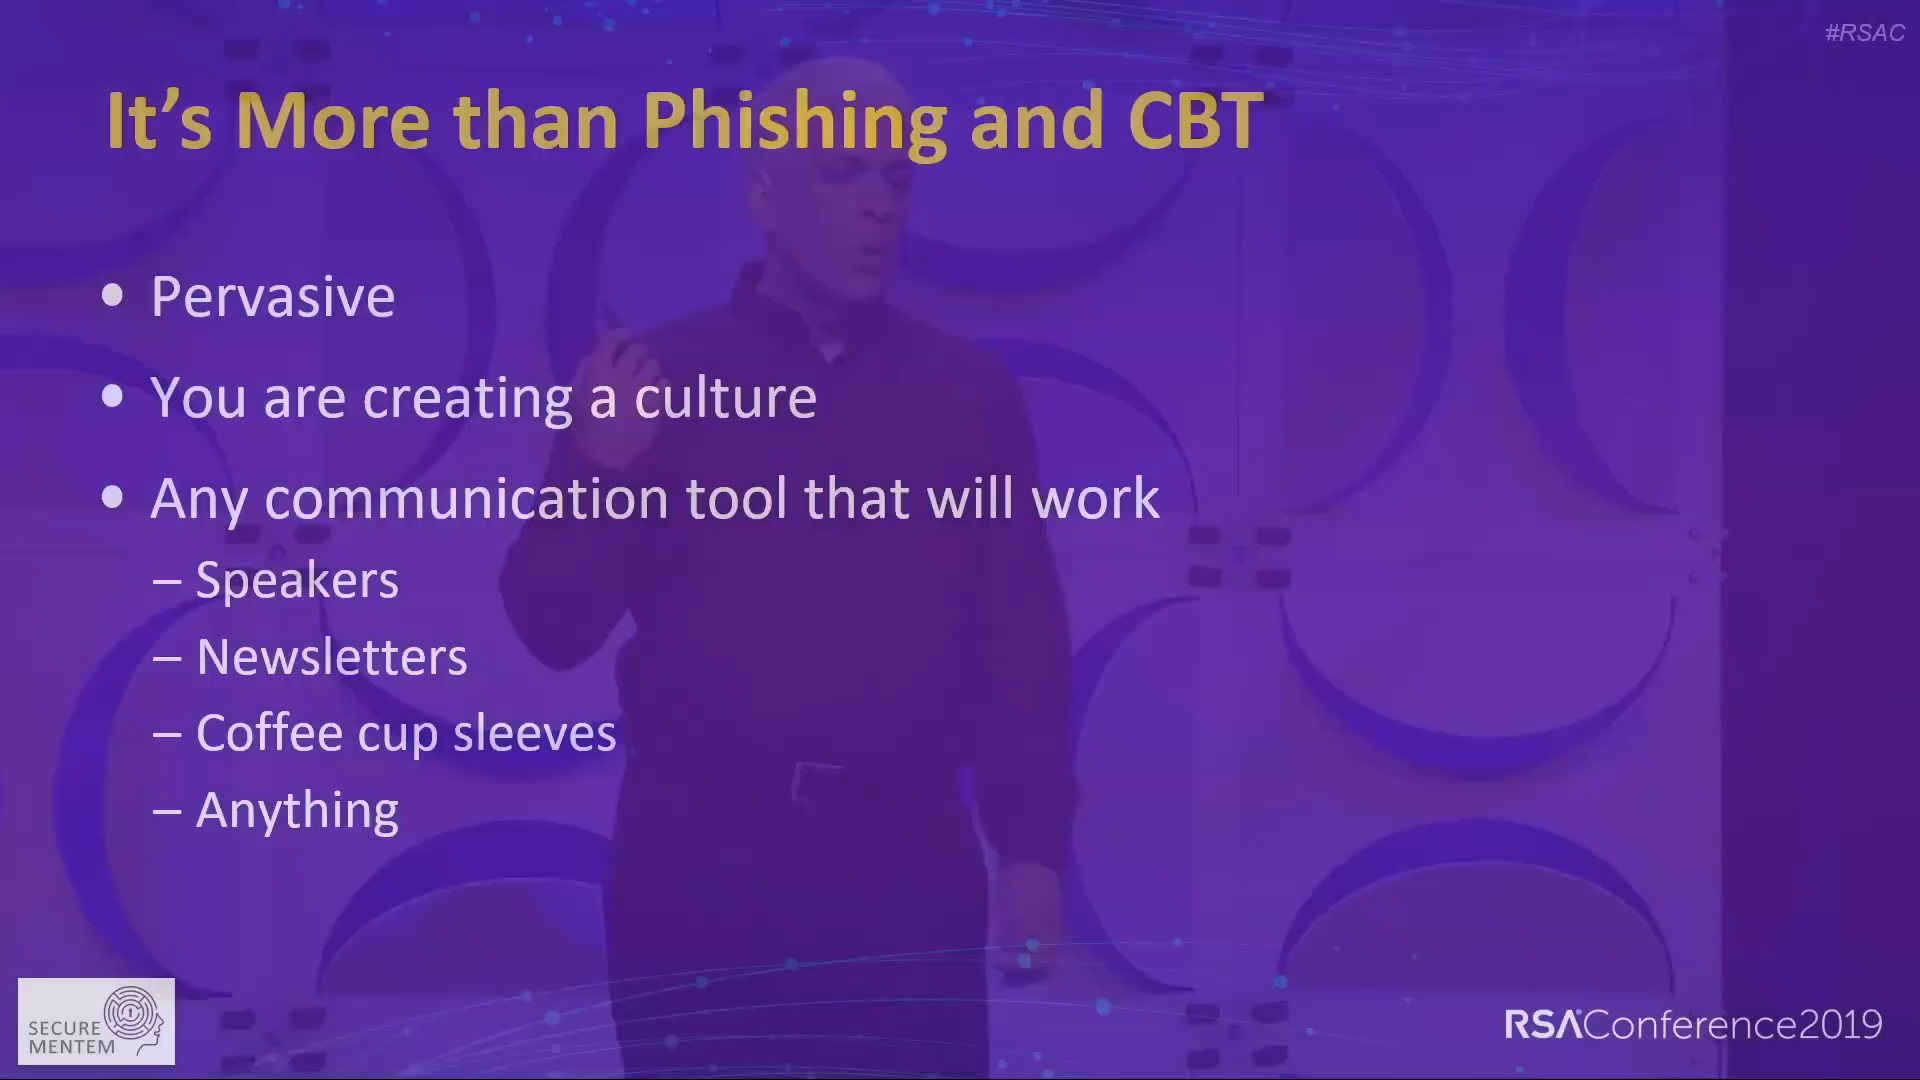 #RSAC
It's More than Phishing and CBT
• Pervasive
• You are creating a culture
• Any communication tool that will work
– Speakers
– Newsletters
– Coffee cup sleeves
– Anything
SECURE
MENTEM
RSAConference2019